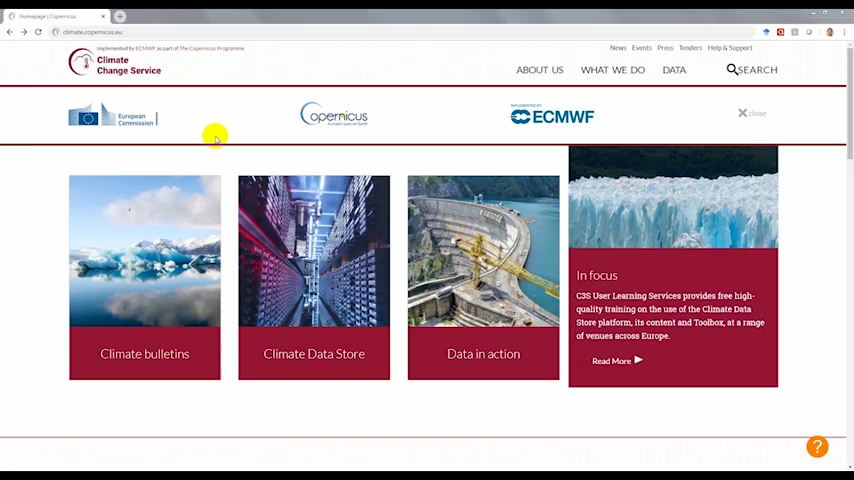 Homepage | Copernicus
climate.copernicus.eu
Implemented by ECMWF as part of The Copernicus Programme
Climate
Change Service
News Events Press Tenders Help & Support
ABOUT US WHAT WE DO DATA SEARCH
European
Commission
opernicus
Europe's eyes on Earth
IMPLEMENTED BY
ECMWF
close
Climate bulletins
Climate Data Store
Data in action
In focus
C3S User Learning Services provides free high-
quality training on the use of the Climate Data
Store platform, its content and Toolbox, at a range
of venues across Europe.
Read More
?